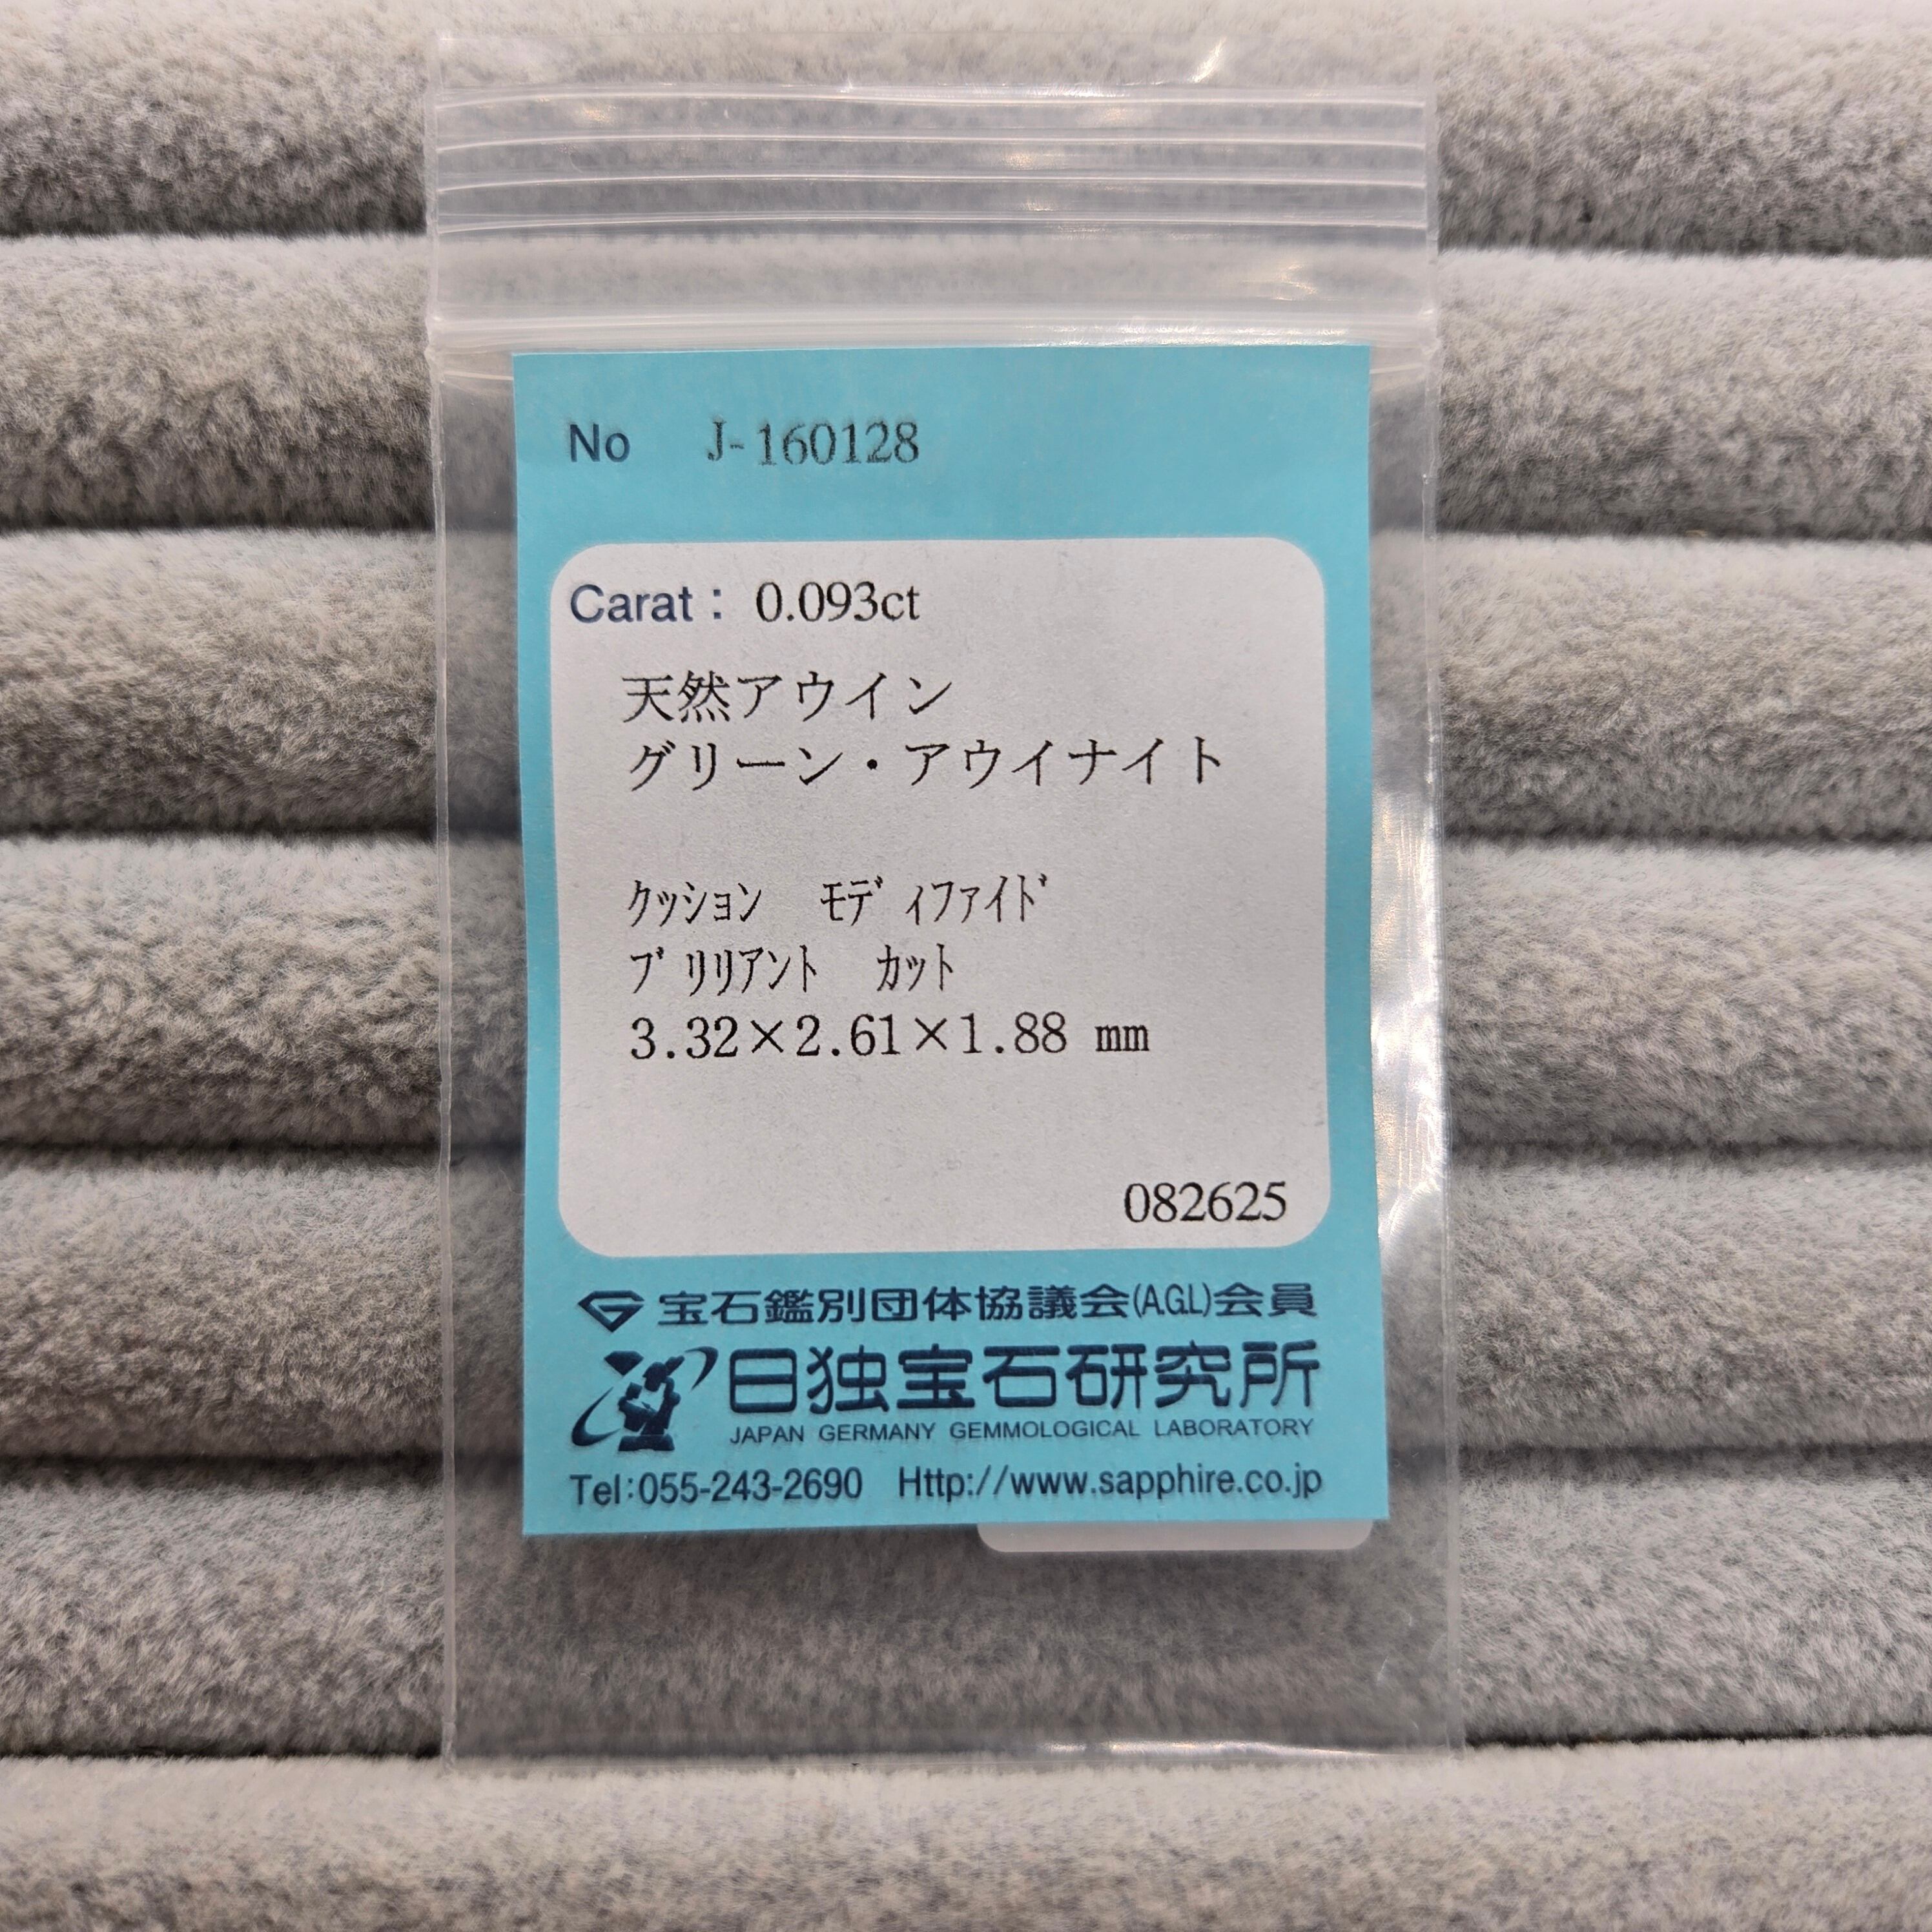 No J-160128
Carat: 0.093ct
天然アウイン
グリーン・アウイナイト
ｸｯｼｮﾝ ﾓﾃﾞｨﾌｧｲﾄﾞ
ﾌﾞﾘﾘｱﾝﾄ ｶｯﾄ
3.32×2.61×1.88 mm
082625
宝石鑑別団体協議会(A.G.L)会員
日独宝石研究所
JAPAN GERMANY GEMMOLOGICAL LABORATORY
Tel:055-243-2690 Http://www.sapphire.co.jp